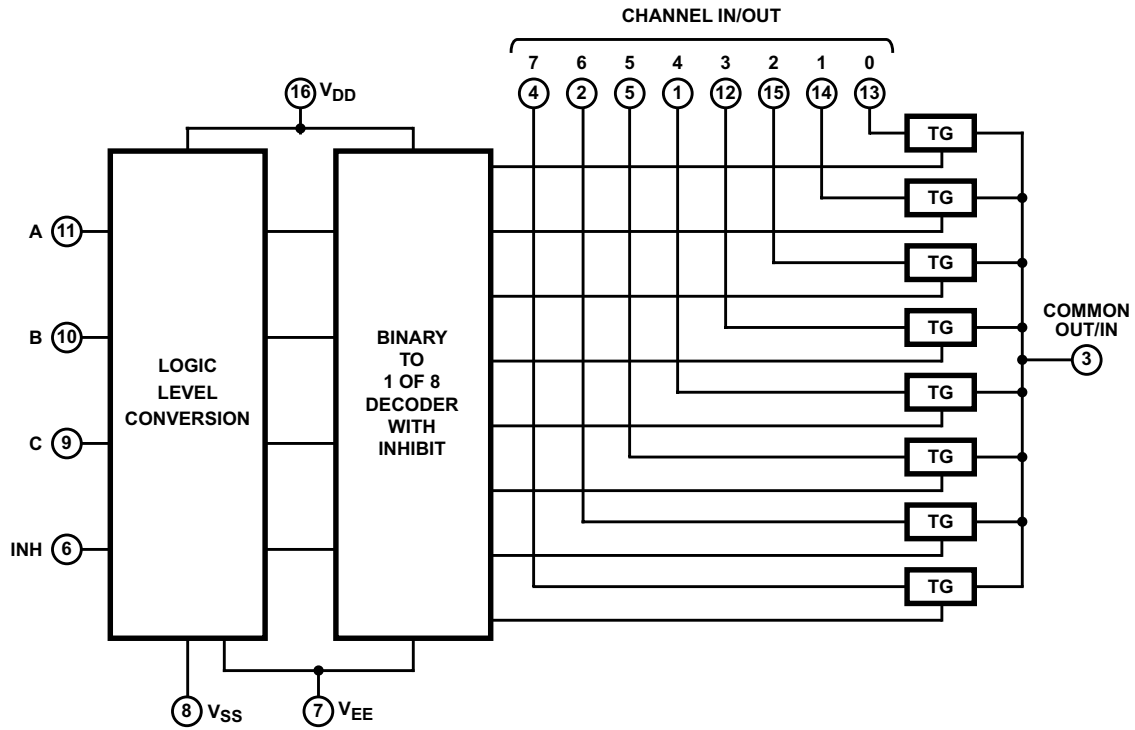 CHANNEL IN/OUT
7 6 5 4 3 2 1 0
4 2 5 1 12 15 14 13
16 VDD
TG
TG
TG
TG
TG
TG
TG
TG
A 11
B 10
C 9
INH 6
LOGIC
LEVEL
CONVERSION
BINARY
TO
1 OF 8
DECODER
WITH
INHIBIT
COMMON
OUT/IN
3
8 VSS
7 VEE